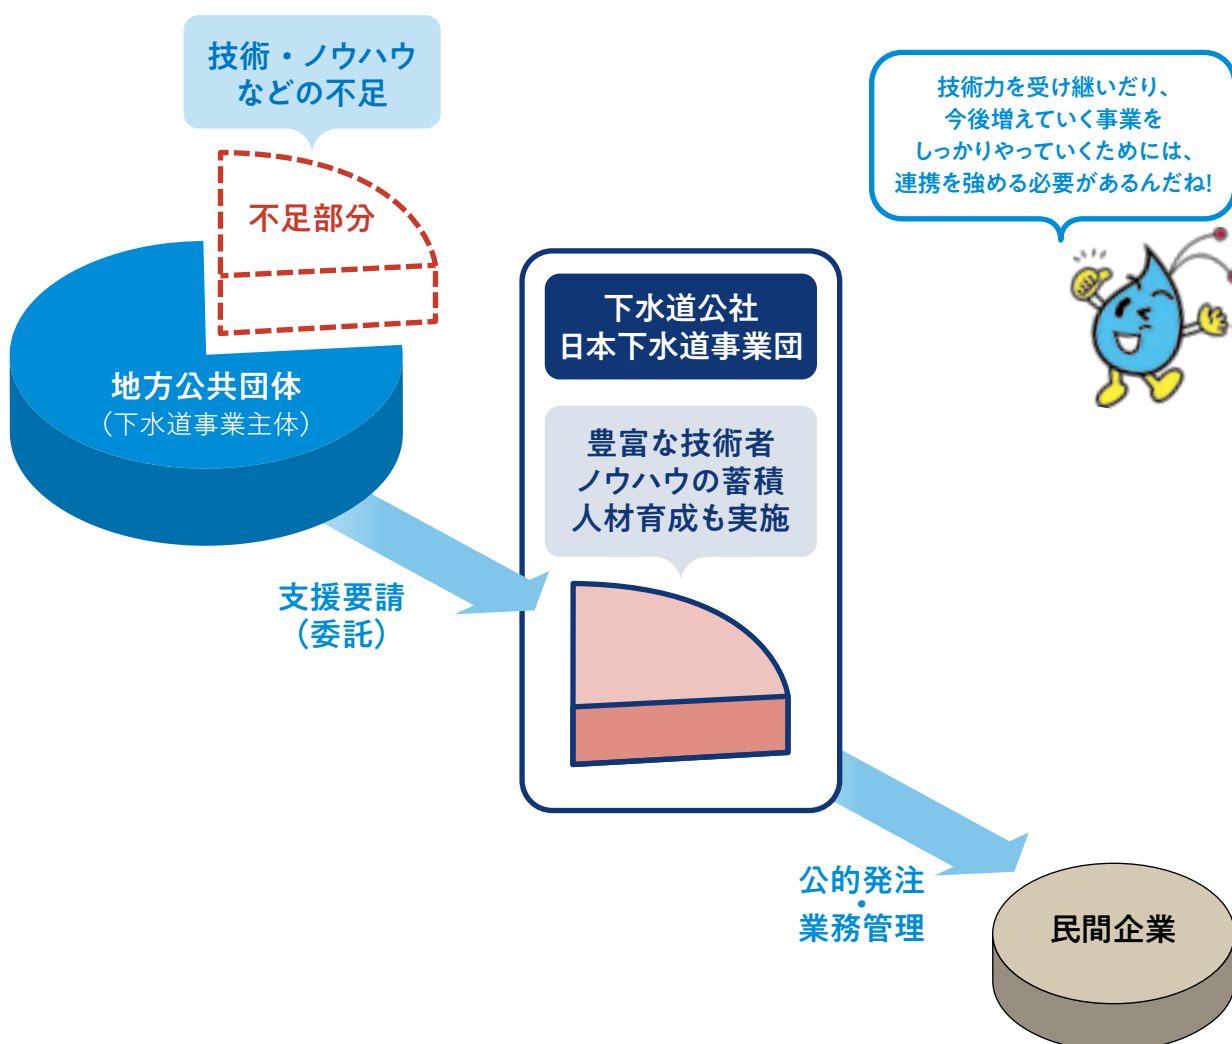 技術・ノウハウ
などの不足
技術力を受け継いだり、
今後増えていく事業を
しっかりやっていくためには、
連携を強める必要があるんだね!
不足部分
地方公共団体
(下水道事業主体)
下水道公社
日本下水道事業団
豊富な技術者
ノウハウの蓄積
人材育成も実施
支援要請
(委託)
公的発注
・
業務管理
民間企業